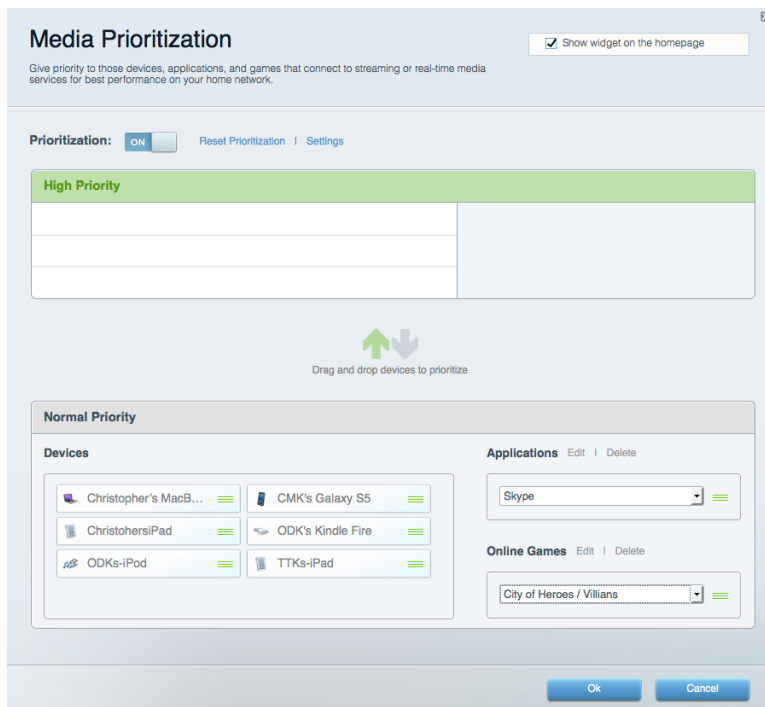 Media Prioritization
Show widget on the homepage
Give priority to those devices, applications, and games that connect to streaming or real-time media
services for best performance on your home network.
Prioritization: ON Reset Prioritization | Settings
High Priority
Drag and drop devices to prioritize
Normal Priority
Devices
Christopher's MacB...
CMK's Galaxy S5
ChristohersiPad
ODK's Kindle Fire
ODKs-iPod
TTKs-iPad
Applications Edit | Delete
Skype
Online Games Edit | Delete
City of Heroes / Villians
Ok
Cancel